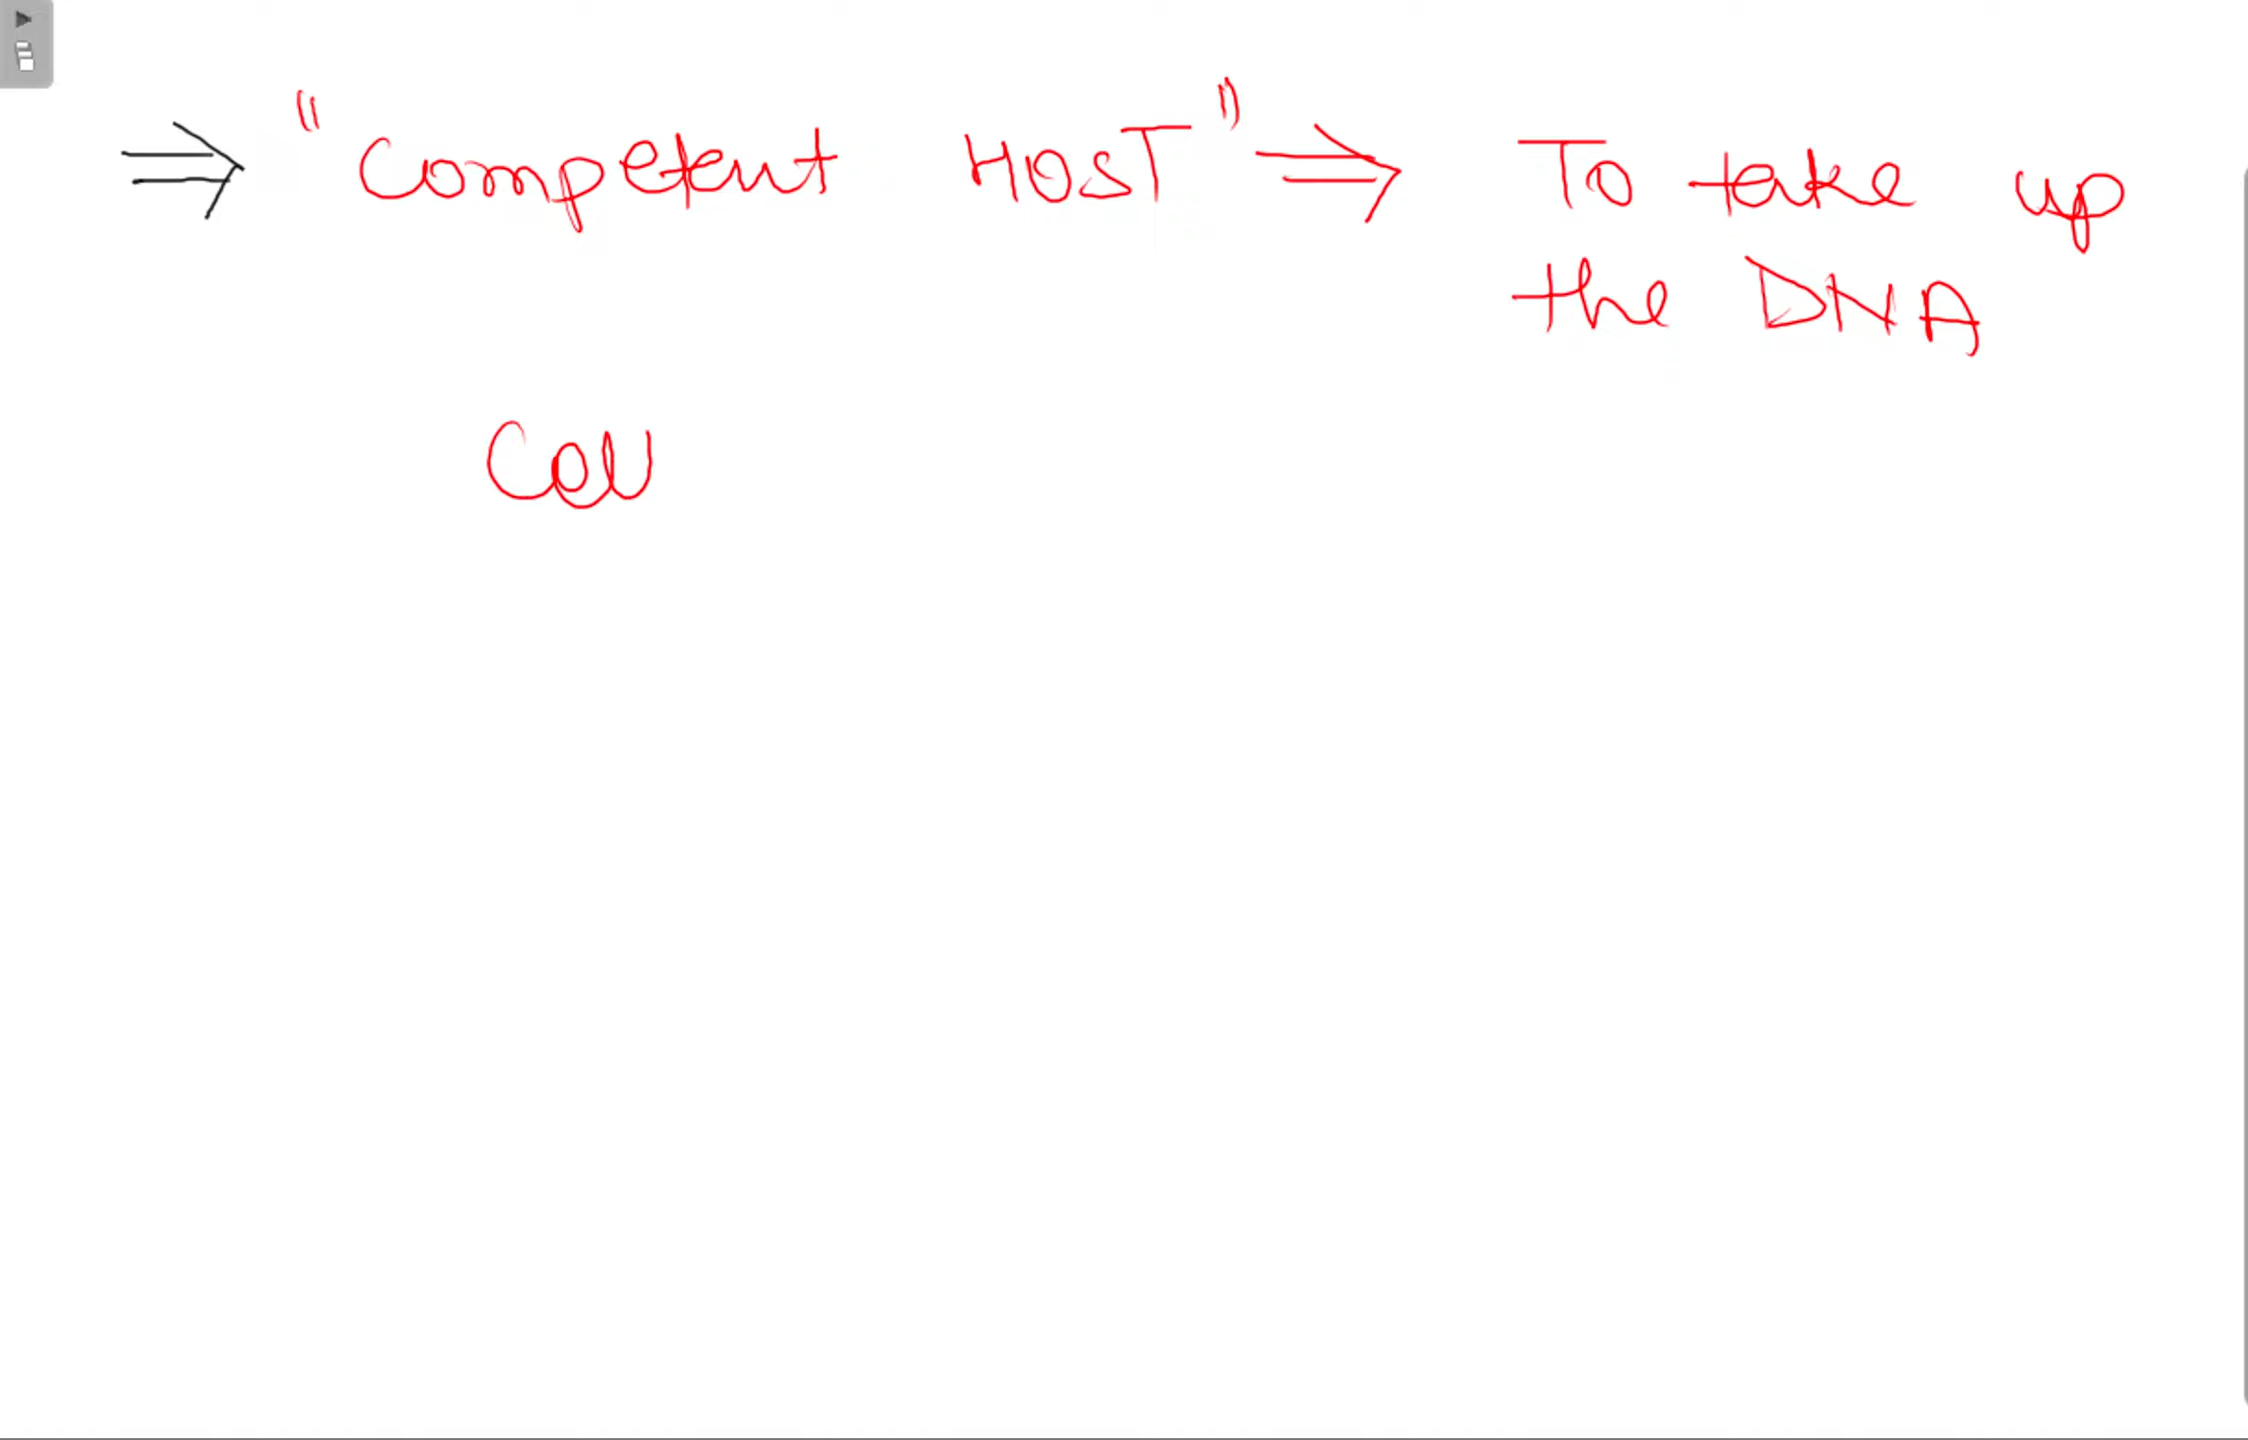 ⇒ "Competent HOST" ⇒ To take up
the DNA
Cell